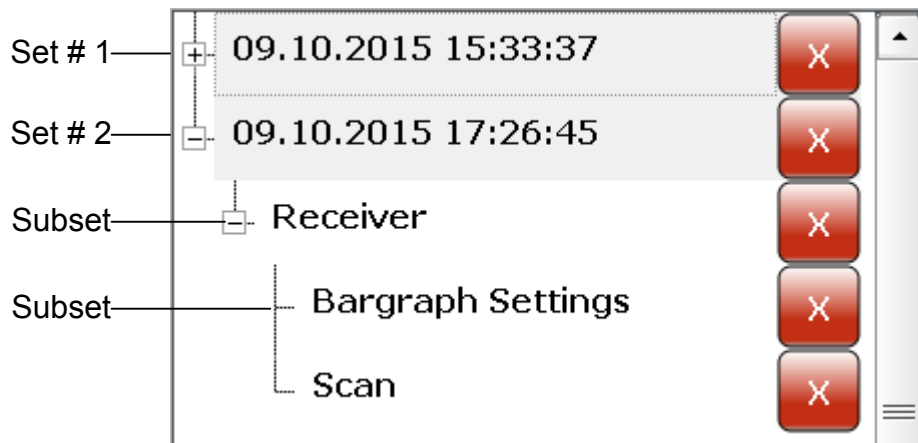 Set # 1 09.10.2015 15:33:37 X
Set # 2 09.10.2015 17:26:45 X
Subset Receiver X
Subset Bargraph Settings X
Scan X